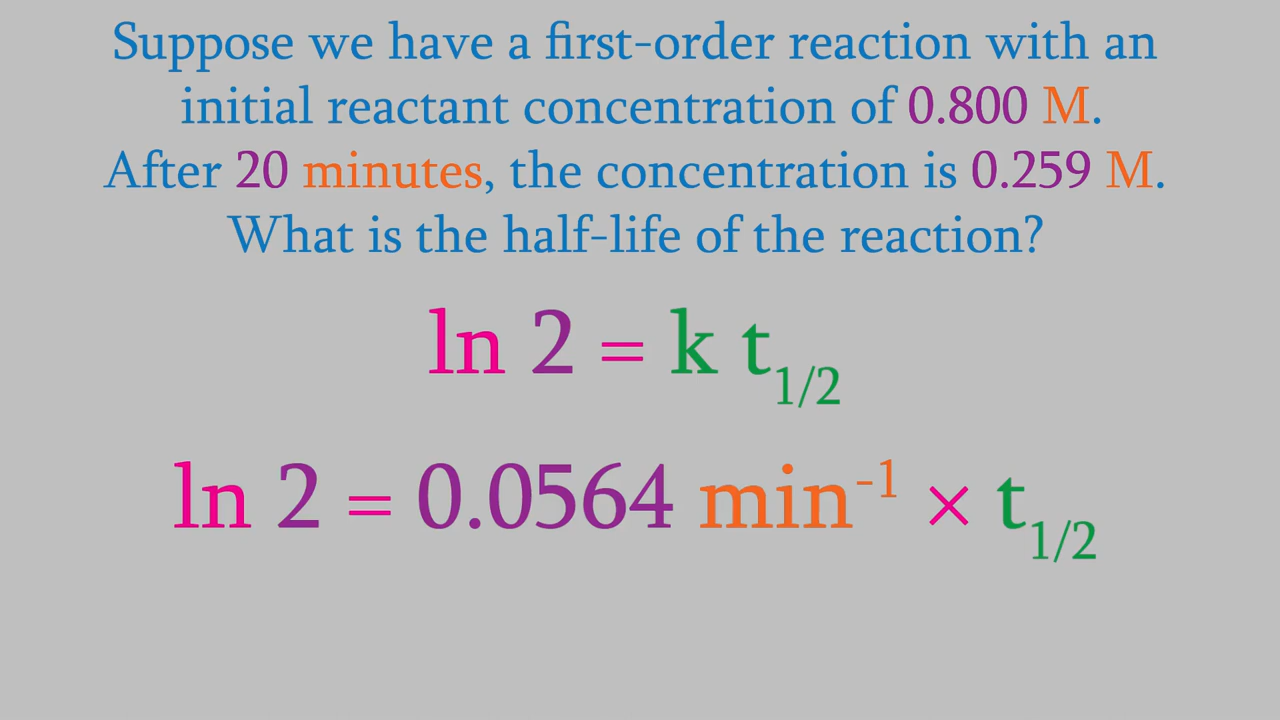 Suppose we have a first-order reaction with an
initial reactant concentration of 0.800 M.
After 20 minutes, the concentration is 0.259 M.
What is the half-life of the reaction?
ln 2 = k t1/2
ln 2 = 0.0564 min-1 × t1/2